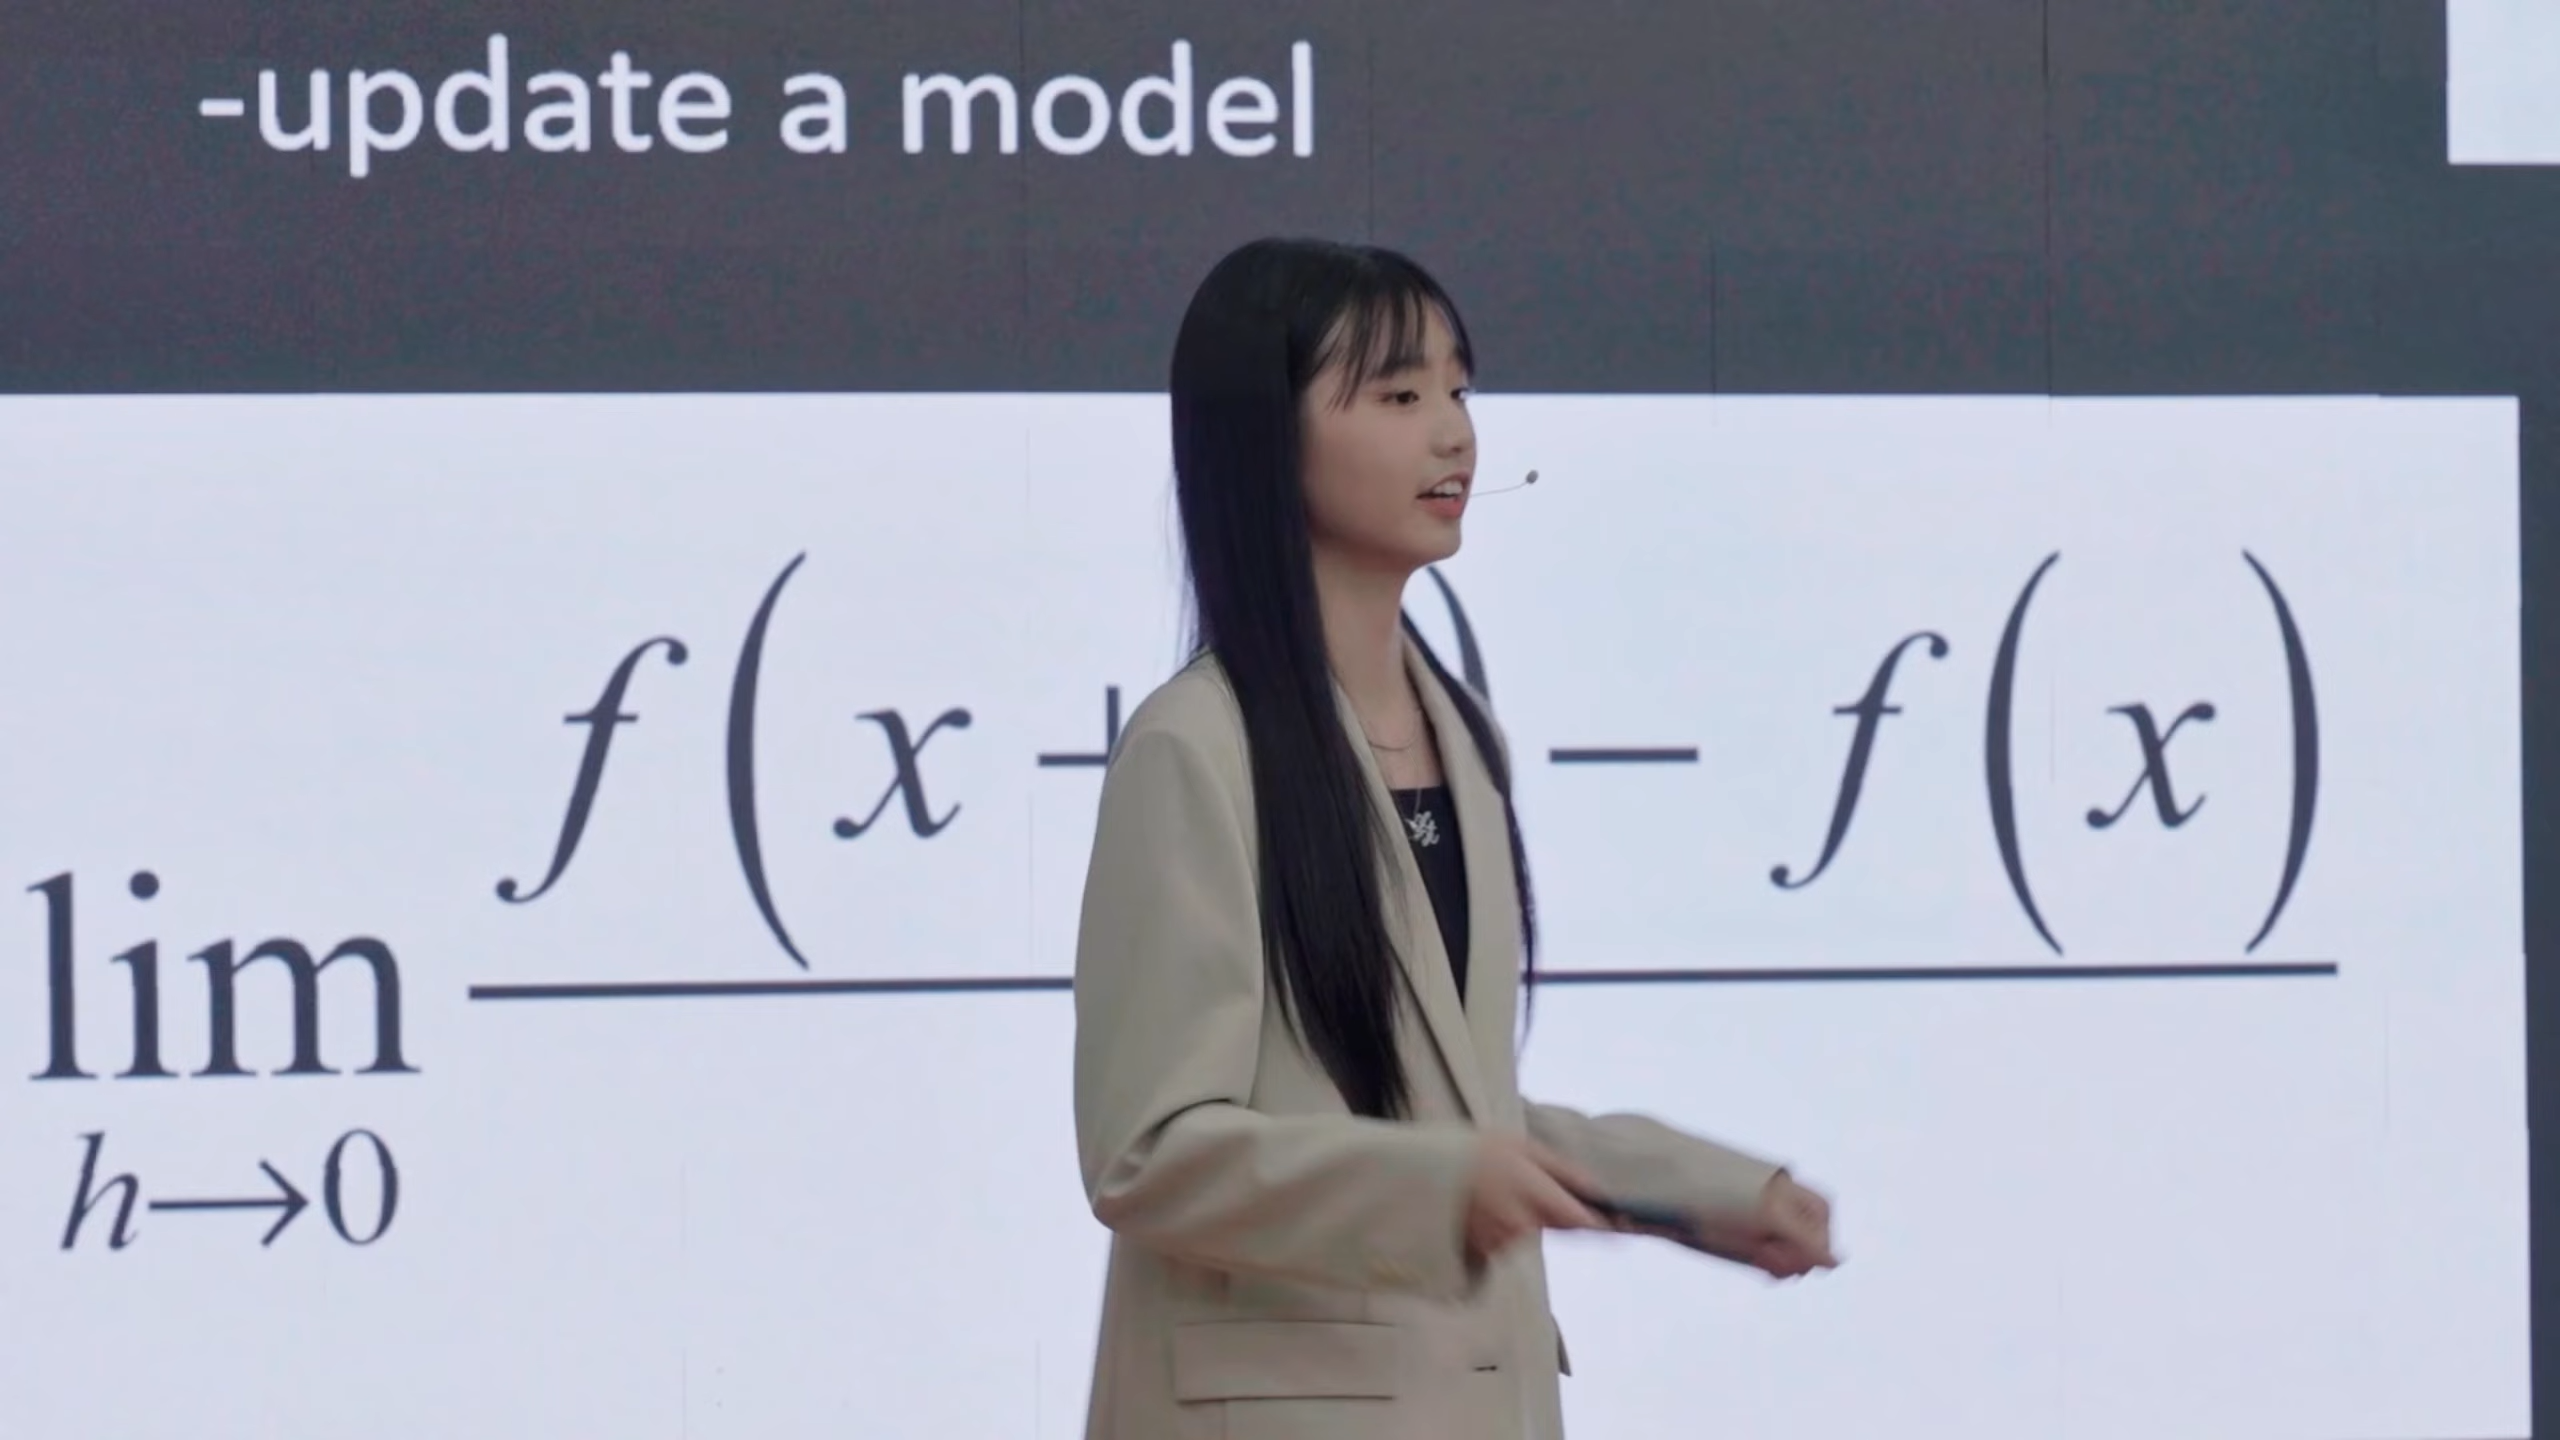 -update a model
f(x + ) − f(x)
lim
h→0